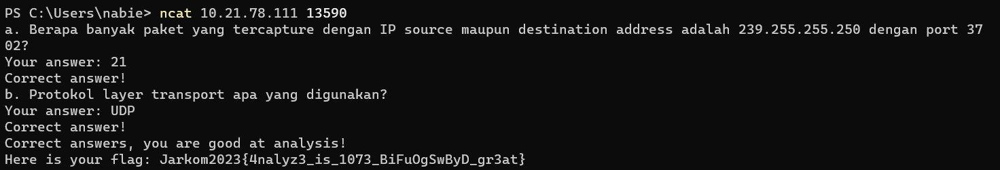 PS C:\Users\nabie> ncat 10.21.78.111 13590
a. Berapa banyak paket yang tercapture dengan IP source maupun destination address adalah 239.255.255.250 dengan port 37
02?
Your answer: 21
Correct answer!
b. Protokol layer transport apa yang digunakan?
Your answer: UDP
Correct answer!
Correct answers, you are good at analysis!
Here is your flag: Jarkom2023{4nalyz3_is_1073_BiFuOgSwByD_gr3at}